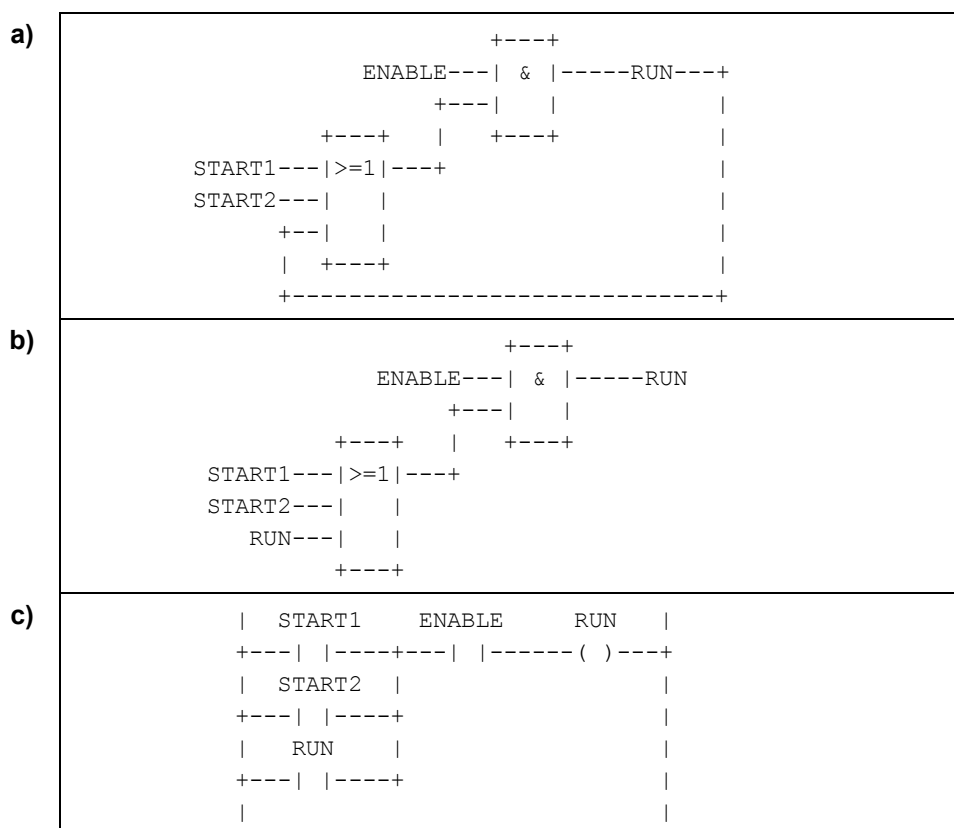 a)
+---+
ENABLE---| & |-----RUN---+
+---|   |           |
+----+   |   +---+           |
START1---|>=1|---+                   |
START2---|   |                       |
+--|   |                       |
|  +----+                       |
+-------------------------------+
b)
+---+
ENABLE---| & |-----RUN
+---|   |
+----+   |   +---+
START1---|>=1|---+
START2---|   |
RUN---|   |
+----+
c)
|  START1    ENABLE     RUN   |
+---| |----+---| |------( )---+
|  START2  |                  |
+---| |----+                  |
|   RUN    |                  |
+---| |----+                  |
|                             |